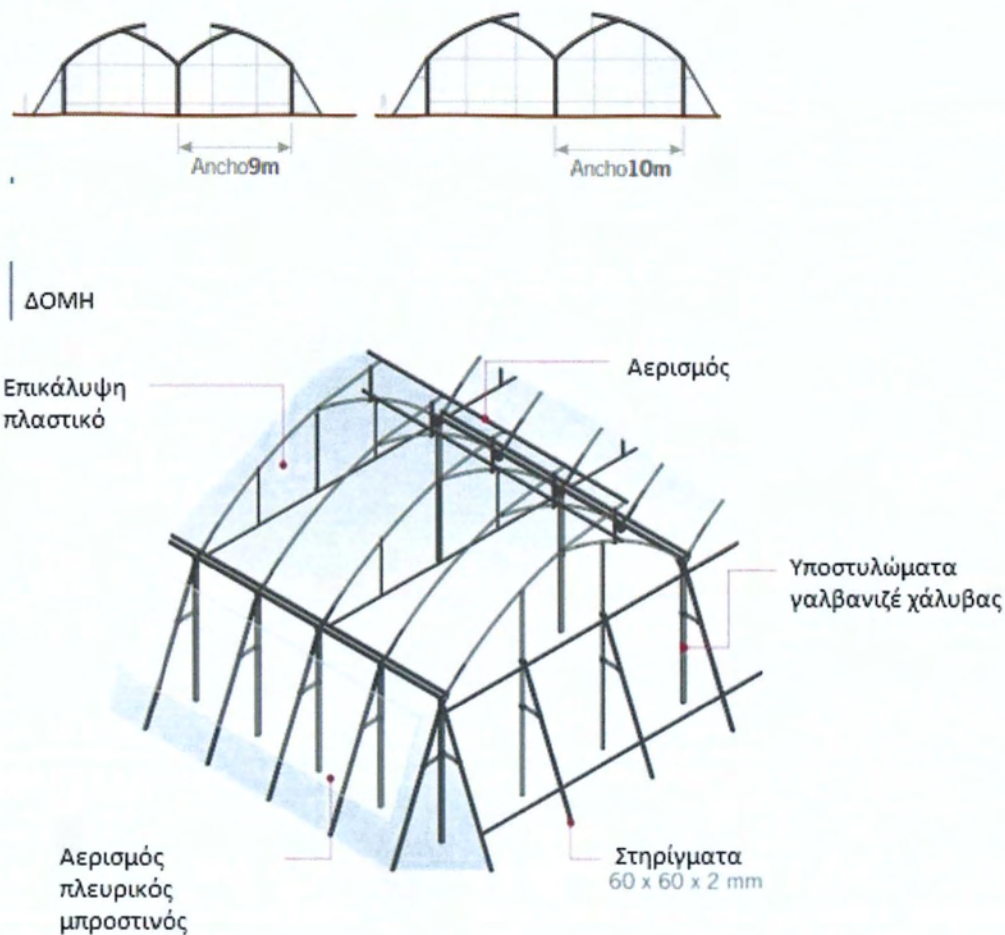 Ancho9m
Ancho10m
ΔΟΜΗ
Επικάλυψη
πλαστικό
Αερισμός
Υποστυλώματα
γαλβανιζέ χάλυβας
Αερισμός
πλευρικός
μπροστινός
Στηρίγματα
60 x 60 x 2 mm